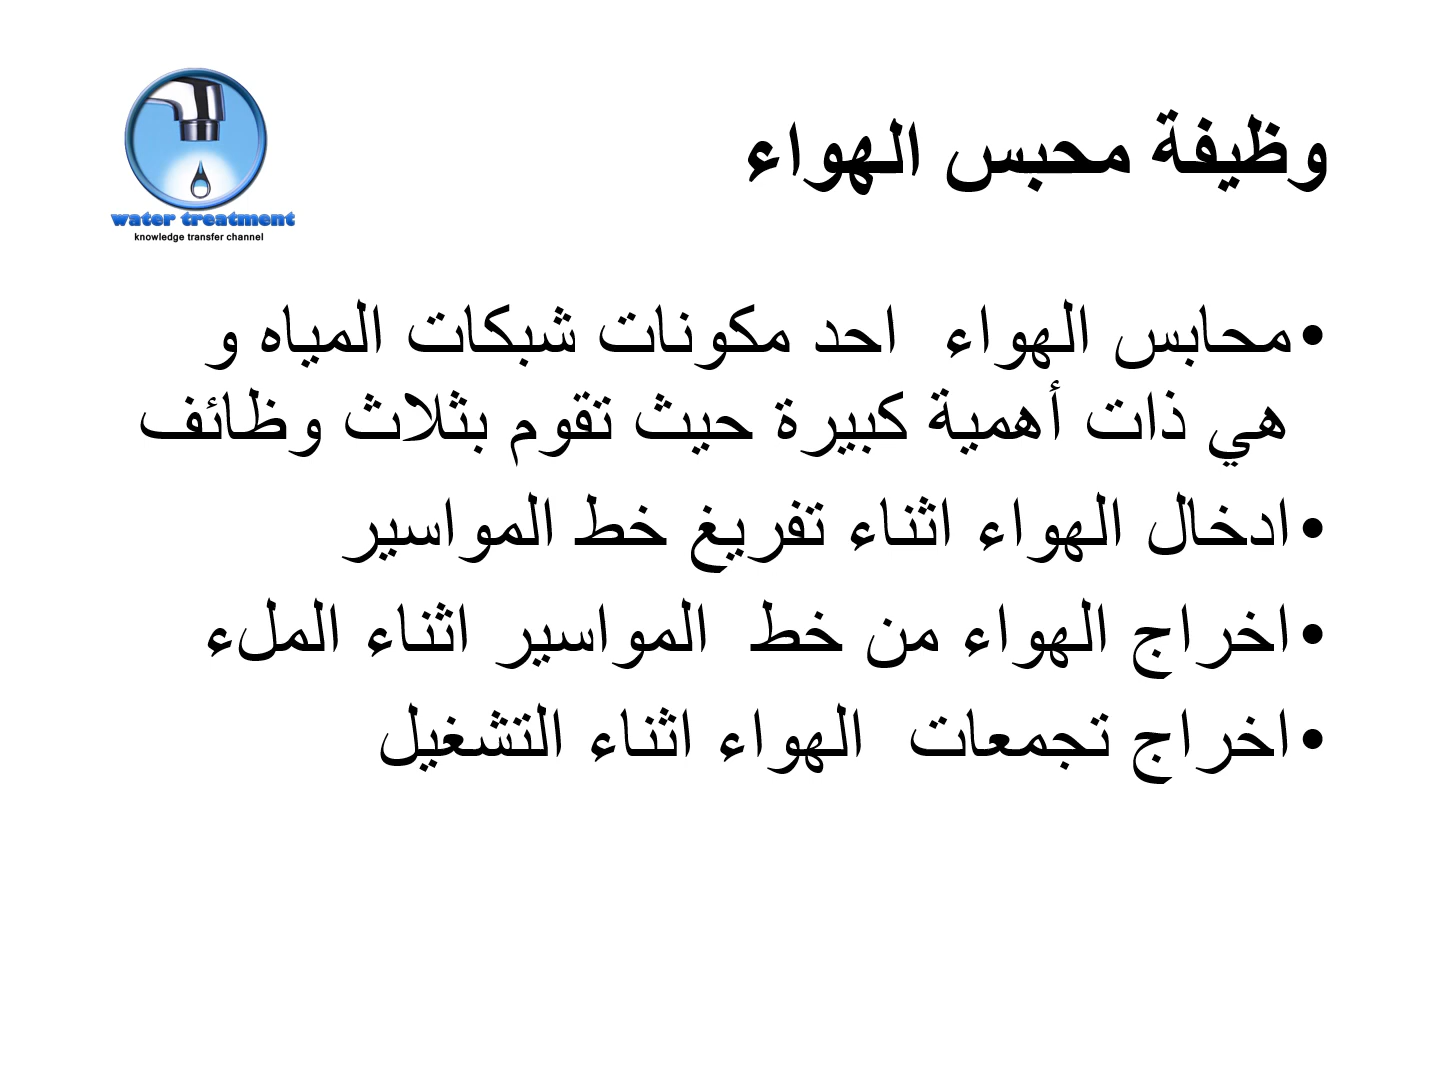 وظيفة محبس الهواء
water treatment
knowledge transfer channel
•محابس الهواء احد مكونات شبكات المياه و
هي ذات أهمية كبيرة حيث تقوم بثلاث وظائف
•ادخال الهواء اثناء تفريغ خط المواسير
•اخراج الهواء من خط المواسير اثناء الملء
•اخراج تجمعات الهواء اثناء التشغيل